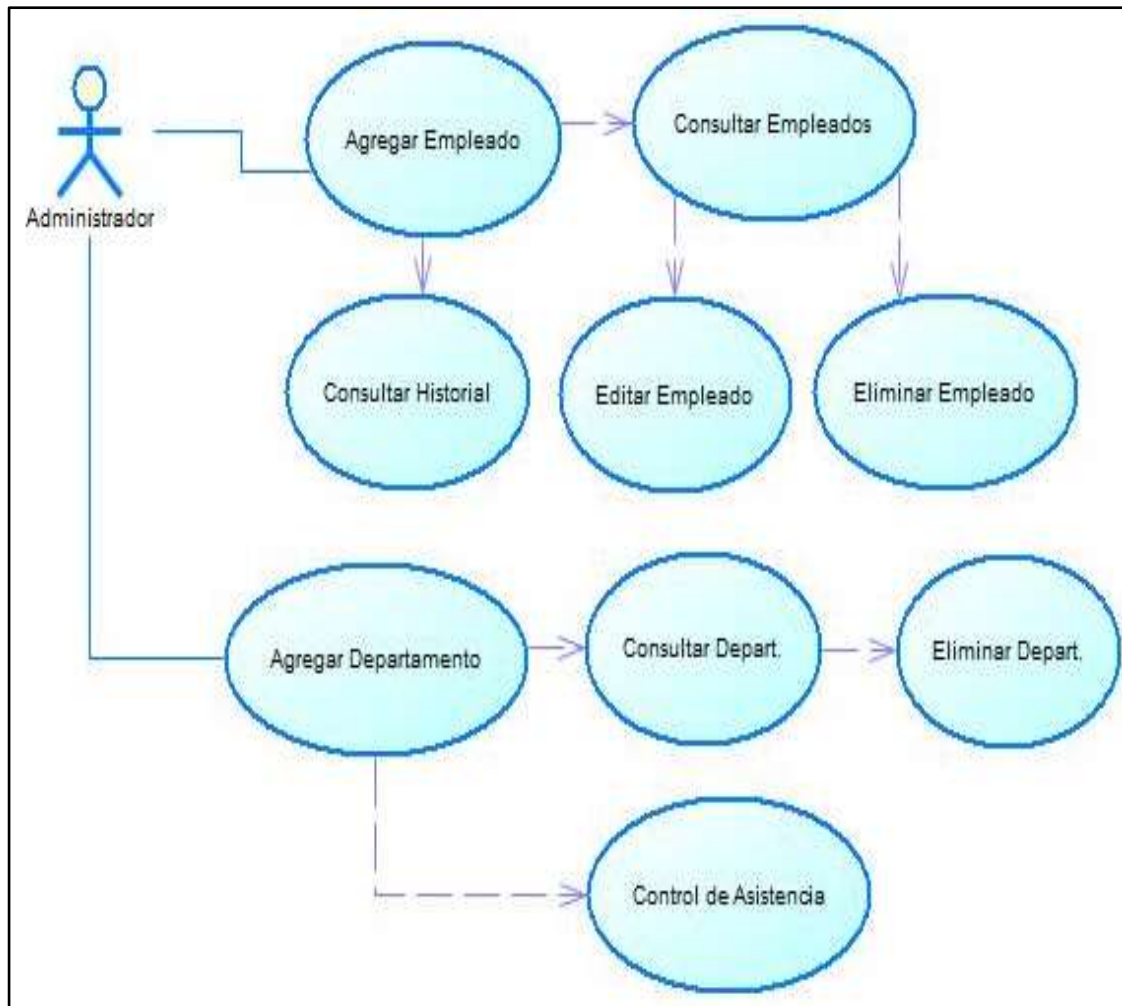 Agregar Empleado
Consultar Empleados
Administrador
Consultar Historial
Editar Empleado
Eliminar Empleado
Agregar Departamento
Consultar Depart.
Eliminar Depart.
Control de Asistencia